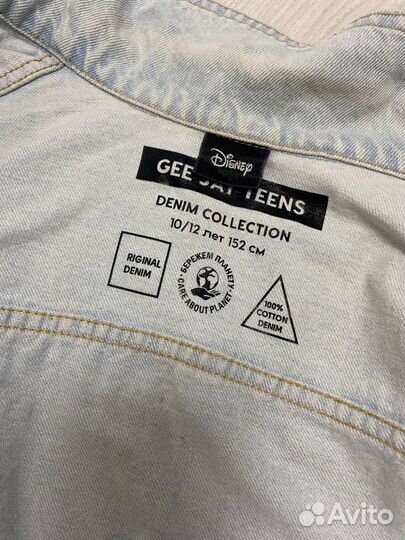 Disney
GEE JAY TEENS
DENIM COLLECTION
10/12 лет 152 см
RIGINAL
DENIM
БЕРЕЖЕМ ПЛАНЕТУ
CARE ABOUT PLANET
100%
COTTON
DENIM
Avito